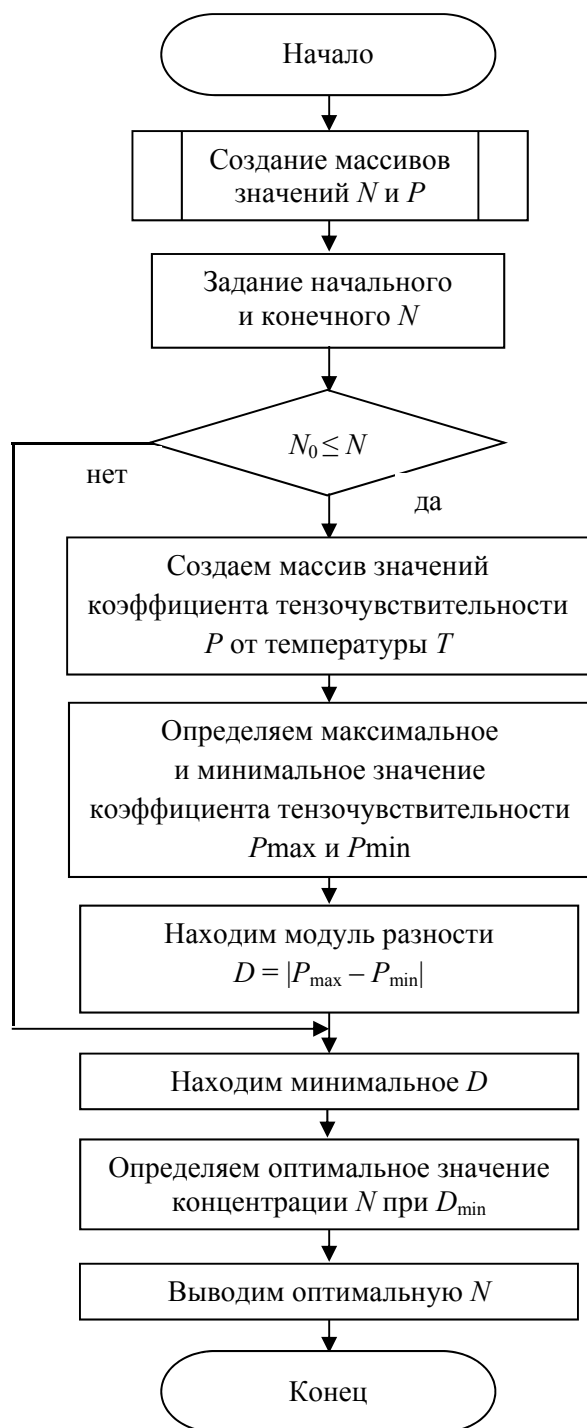 Начало
Создание массивов
значений N и P
Задание начального
и конечного N
N₀ ≤ N
нет
да
Создаем массив значений
коэффициента тензочувствительности
P от температуры T
Определяем максимальное
и минимальное значение
коэффициента тензочувствительности
Pmax и Pmin
Находим модуль разности
D = |Pmax – Pmin|
Находим минимальное D
Определяем оптимальное значение
концентрации N при Dmin
Выводим оптимальную N
Конец